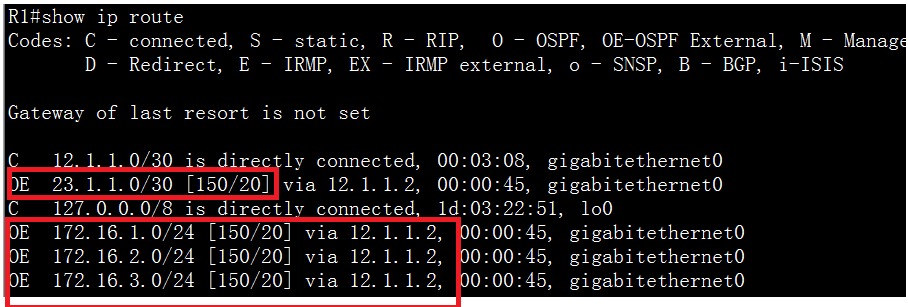 R1#show ip route
Codes: C - connected, S - static, R - RIP,  O - OSPF, OE-OSPF External, M - Manage
       D - Redirect, E - IRMP, EX - IRMP external, o - SNSP, B - BGP, i-ISIS
Gateway of last resort is not set
C   12.1.1.0/30 is directly connected, 00:03:08, gigabitethernet0
OE  23.1.1.0/30 [150/20] via 12.1.1.2, 00:00:45, gigabitethernet0
C   127.0.0.0/8 is directly connected, 1d:03:22:51, lo0
OE  172.16.1.0/24 [150/20] via 12.1.1.2, 00:00:45, gigabitethernet0
OE  172.16.2.0/24 [150/20] via 12.1.1.2, 00:00:45, gigabitethernet0
OE  172.16.3.0/24 [150/20] via 12.1.1.2, 00:00:45, gigabitethernet0